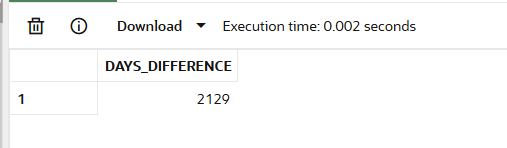 Download Execution time: 0.002 seconds
DAYS_DIFFERENCE
1 2129